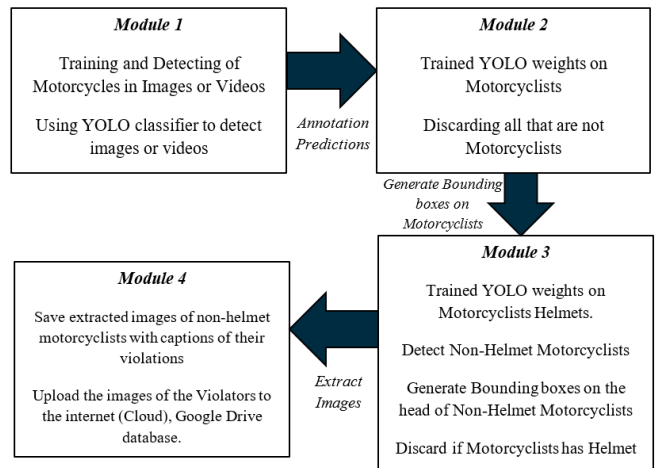 Module 1
Training and Detecting of
Motorcycles in Images or Videos
Using YOLO classifier to detect
images or videos
Annotation
Predictions
Module 2
Trained YOLO weights on
Motorcyclists
Discarding all that are not
Motorcyclists
Generate Bounding
boxes on
Motorcyclists
Module 3
Trained YOLO weights on
Motorcyclists Helmets.
Detect Non-Helmet Motorcyclists
Generate Bounding boxes on the
head of Non-Helmet Motorcyclists
Discard if Motorcyclists has Helmet
Extract
Images
Module 4
Save extracted images of non-helmet
motorcyclists with captions of their
violations
Upload the images of the Violators to
the internet (Cloud), Google Drive
database.